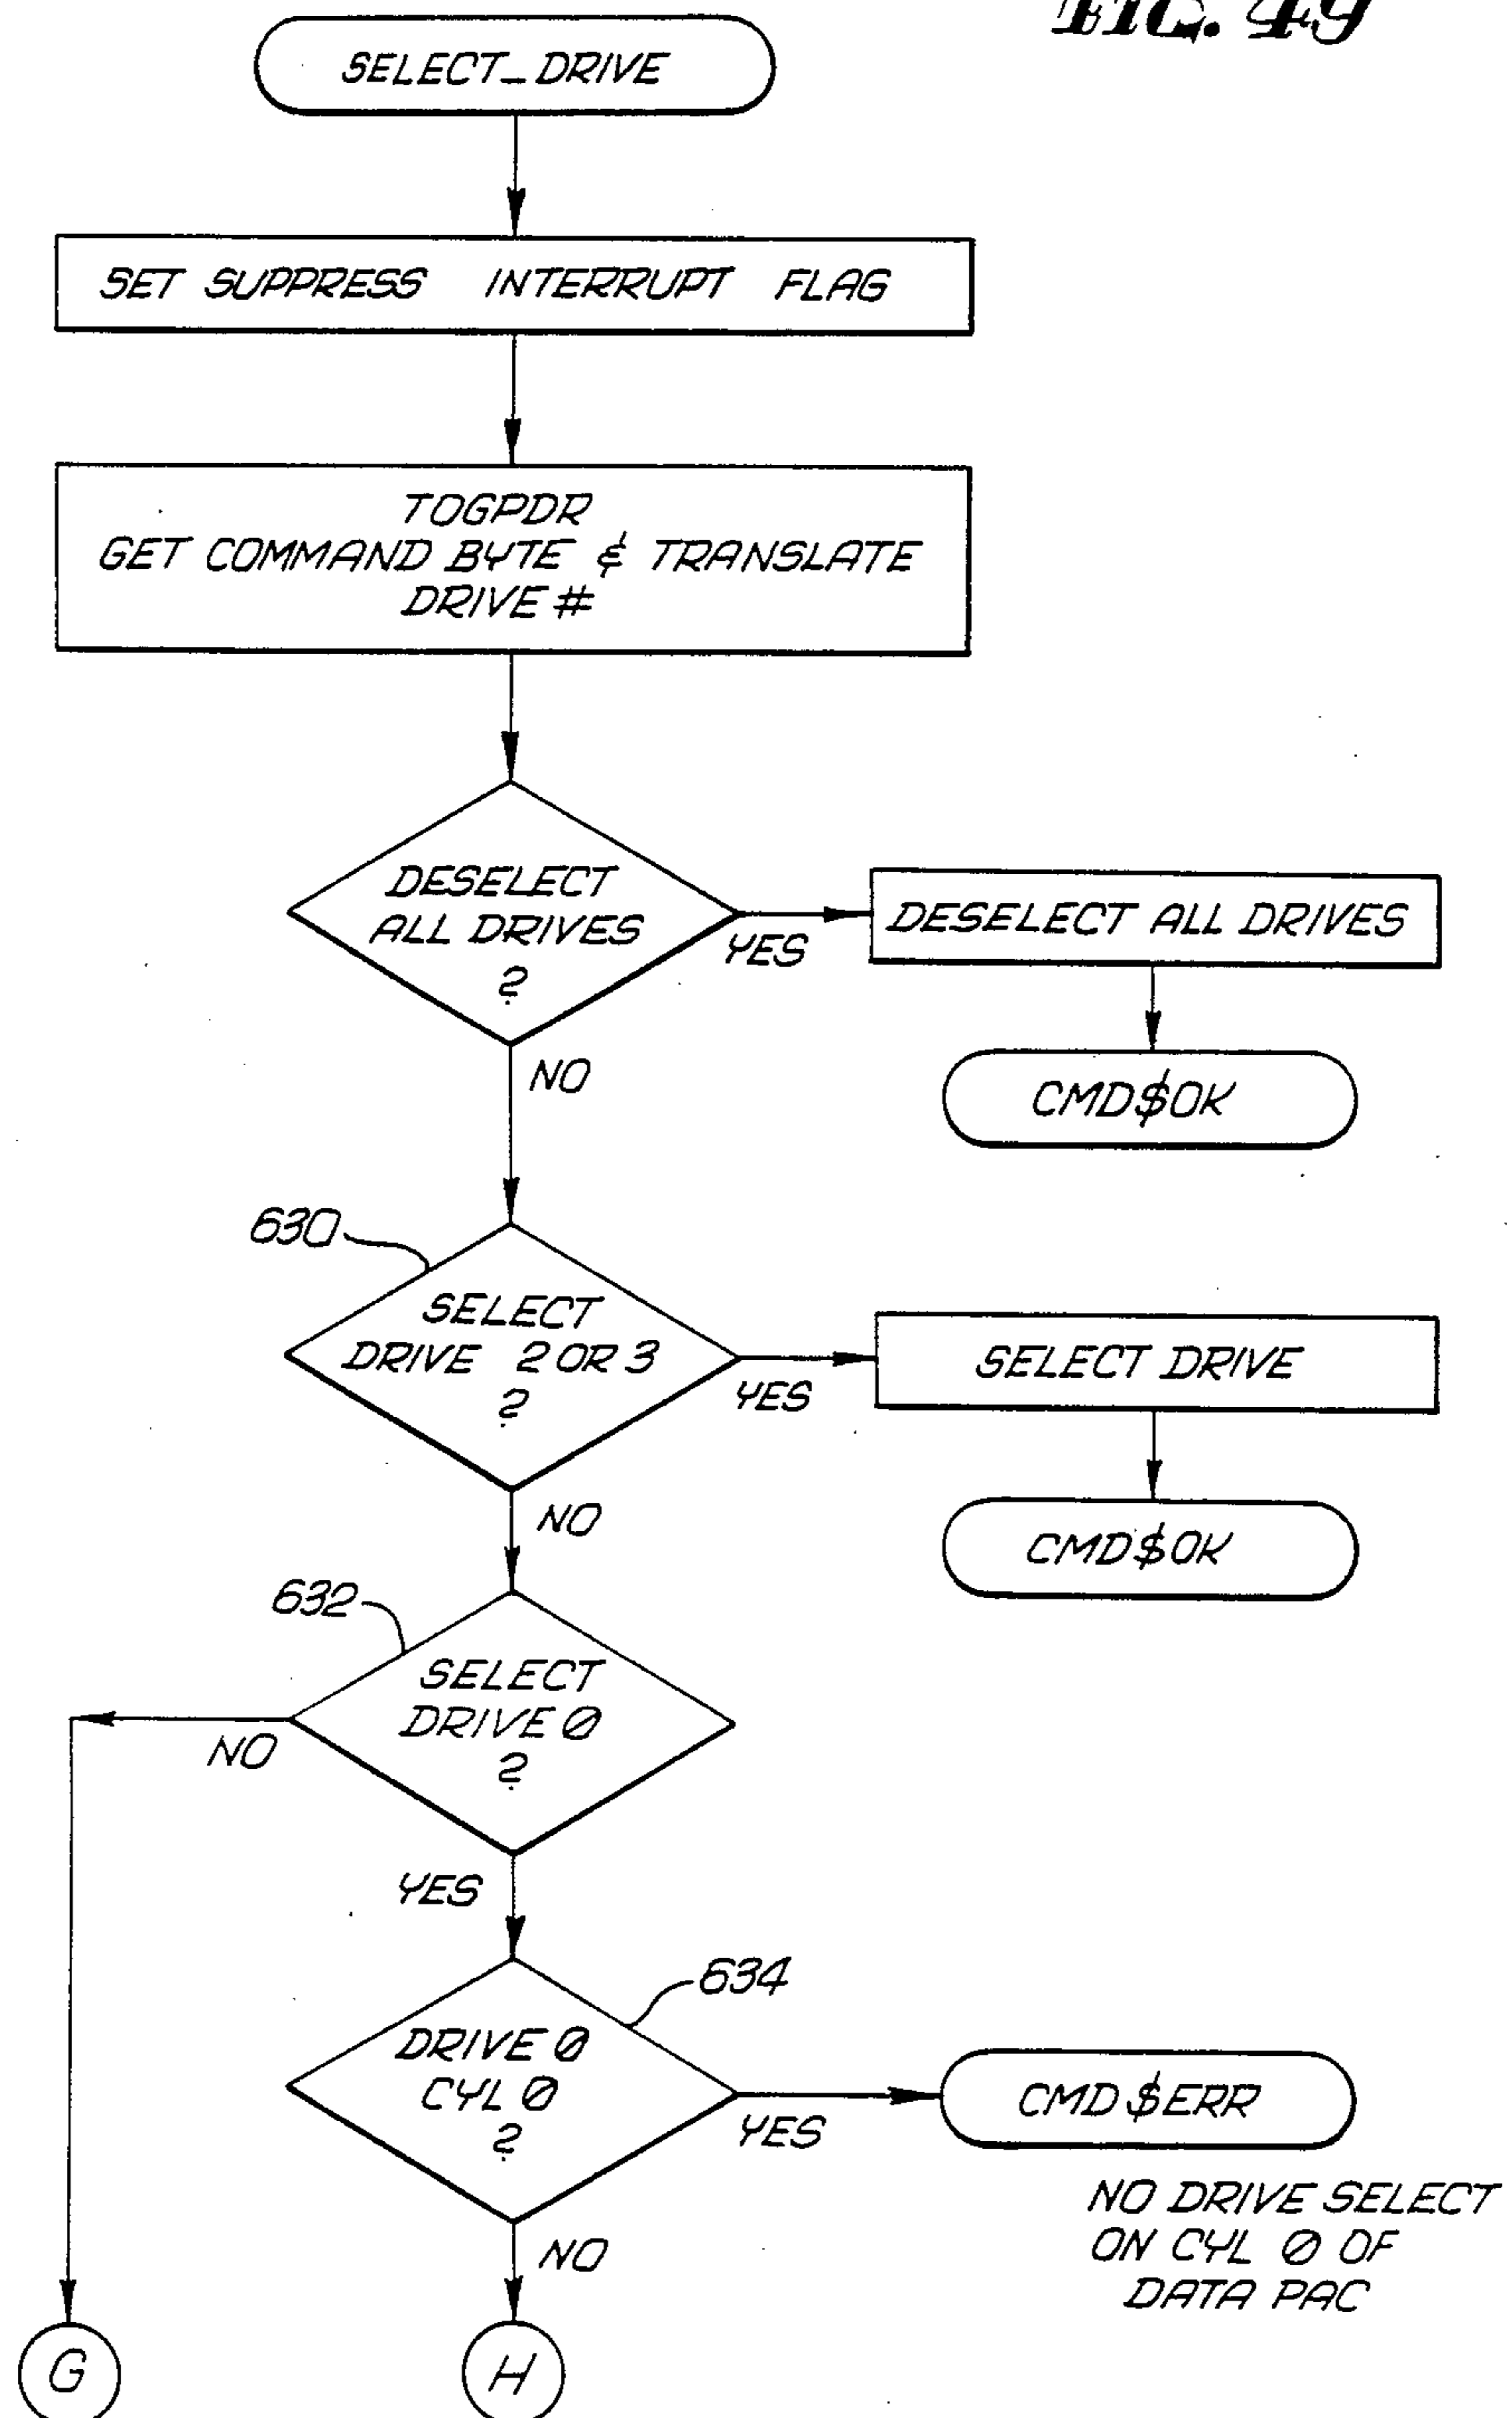 FIG. 49
SELECT_DRIVE
SET SUPPRESS INTERRUPT FLAG
TOGPDR
GET COMMAND BYTE & TRANSLATE
DRIVE #
DESELECT
ALL DRIVES
?
YES
DESELECT ALL DRIVES
NO
CMD$OK
630
SELECT
DRIVE 2 OR 3
?
YES
SELECT DRIVE
NO
CMD$OK
632
SELECT
DRIVE Ø
?
NO
YES
634
DRIVE Ø
CYL Ø
?
YES
CMD $ERR
NO DRIVE SELECT
ON CYL Ø OF
DATA PAC
NO
G
H